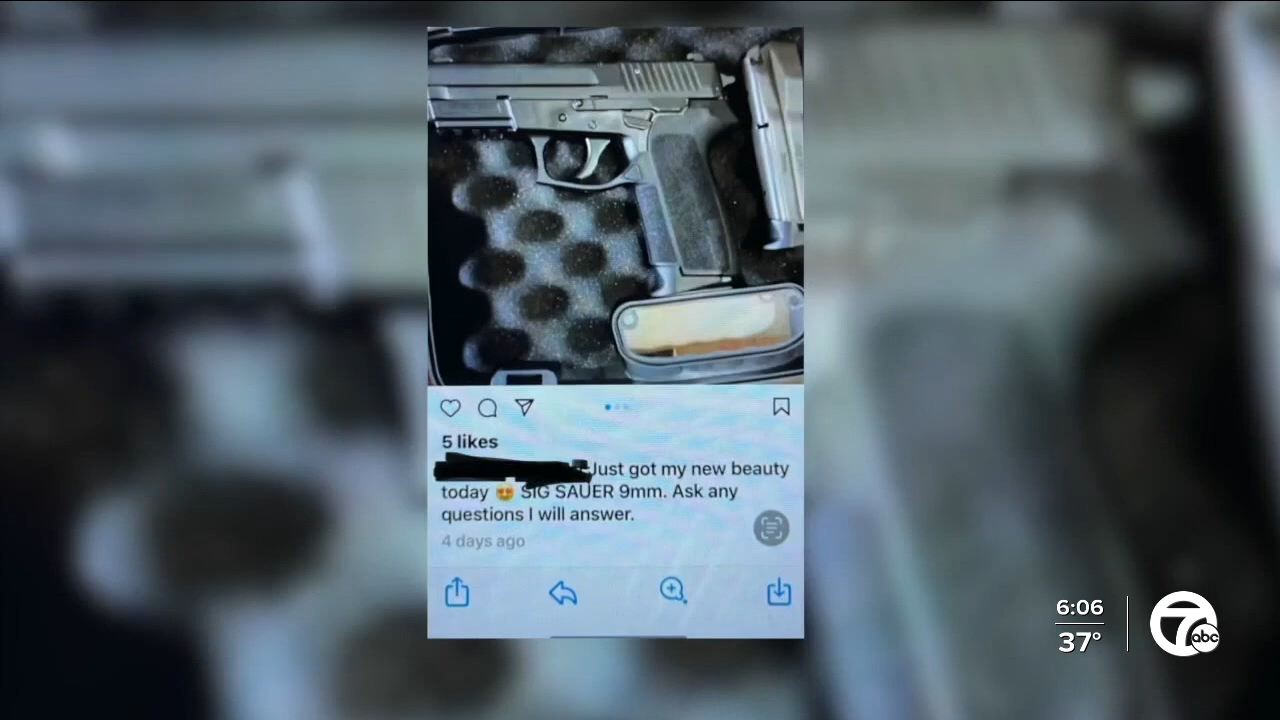 5 likes
Just got my new beauty
today 😍 SIG SAUER 9mm. Ask any
questions I will answer.
4 days ago
6:06
37°
7 abc